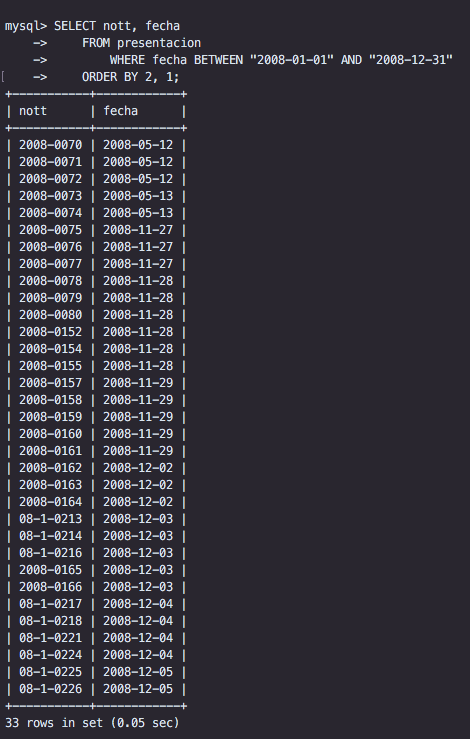 mysql> SELECT nott, fecha
    ->     FROM presentacion
    ->         WHERE fecha BETWEEN "2008-01-01" AND "2008-12-31"
[    ->     ORDER BY 2, 1;
+-----------+------------+
| nott      | fecha      |
+-----------+------------+
| 2008-0070 | 2008-05-12 |
| 2008-0071 | 2008-05-12 |
| 2008-0072 | 2008-05-12 |
| 2008-0073 | 2008-05-13 |
| 2008-0074 | 2008-05-13 |
| 2008-0075 | 2008-11-27 |
| 2008-0076 | 2008-11-27 |
| 2008-0077 | 2008-11-27 |
| 2008-0078 | 2008-11-28 |
| 2008-0079 | 2008-11-28 |
| 2008-0080 | 2008-11-28 |
| 2008-0152 | 2008-11-28 |
| 2008-0154 | 2008-11-28 |
| 2008-0155 | 2008-11-28 |
| 2008-0157 | 2008-11-29 |
| 2008-0158 | 2008-11-29 |
| 2008-0159 | 2008-11-29 |
| 2008-0160 | 2008-11-29 |
| 2008-0161 | 2008-11-29 |
| 2008-0162 | 2008-12-02 |
| 2008-0163 | 2008-12-02 |
| 2008-0164 | 2008-12-02 |
| 08-1-0213 | 2008-12-03 |
| 08-1-0214 | 2008-12-03 |
| 08-1-0216 | 2008-12-03 |
| 2008-0165 | 2008-12-03 |
| 2008-0166 | 2008-12-03 |
| 08-1-0217 | 2008-12-04 |
| 08-1-0218 | 2008-12-04 |
| 08-1-0221 | 2008-12-04 |
| 08-1-0224 | 2008-12-04 |
| 08-1-0225 | 2008-12-05 |
| 08-1-0226 | 2008-12-05 |
+-----------+------------+
33 rows in set (0.05 sec)